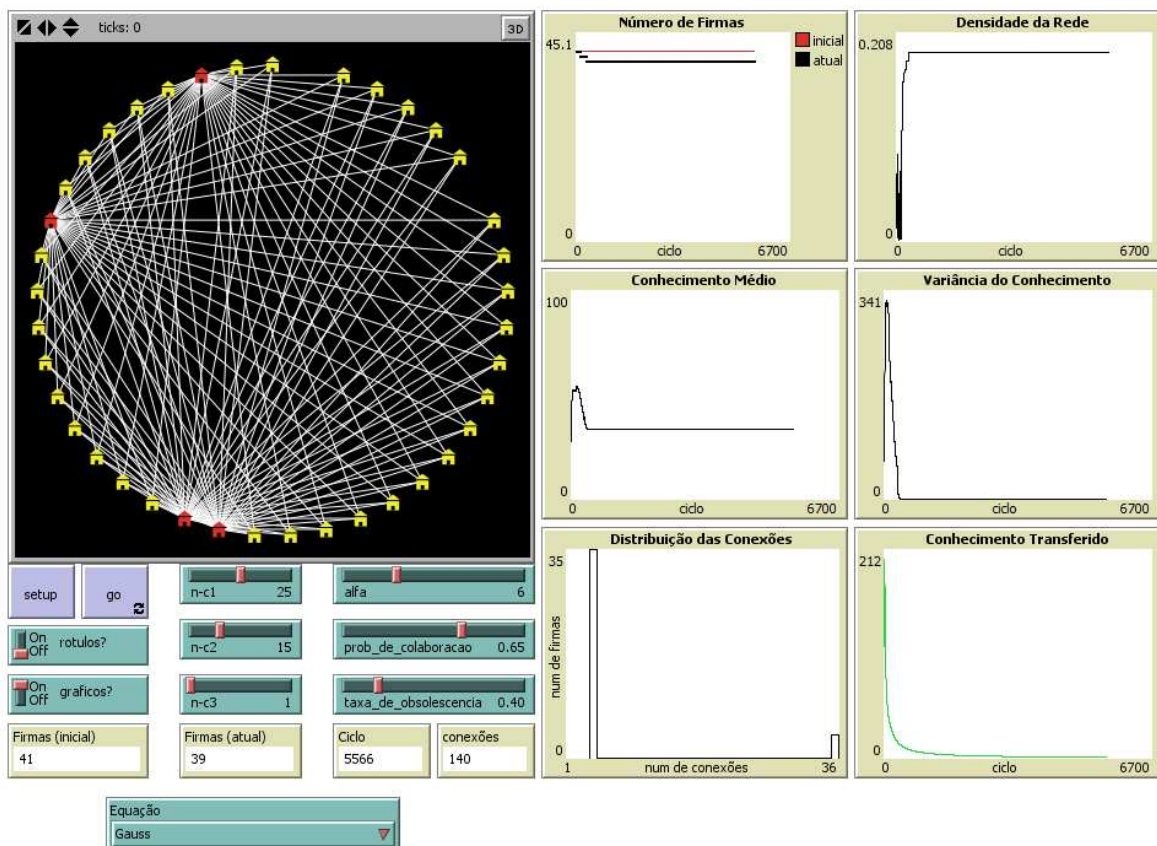 ticks: 0
3D
setup
go
On
Off
rotulos?
On
Off
graficos?
n-c1 25
n-c2 15
n-c3 1
alfa 6
prob_de_colaboracao 0.65
taxa_de_obsolescencia 0.40
Firmas (inicial)
41
Firmas (atual)
39
Ciclo
5566
conexões
140
Equação
Gauss
Número de Firmas
45.1
0
0 ciclo 6700
inicial
atual
Densidade da Rede
0.208
0
0 ciclo 6700
Conhecimento Médio
100
0
0 ciclo 6700
Variância do Conhecimento
341
0
0 ciclo 6700
Distribuição das Conexões
35
num de firmas
0
1 num de conexões 36
Conhecimento Transferido
212
0
0 ciclo 6700